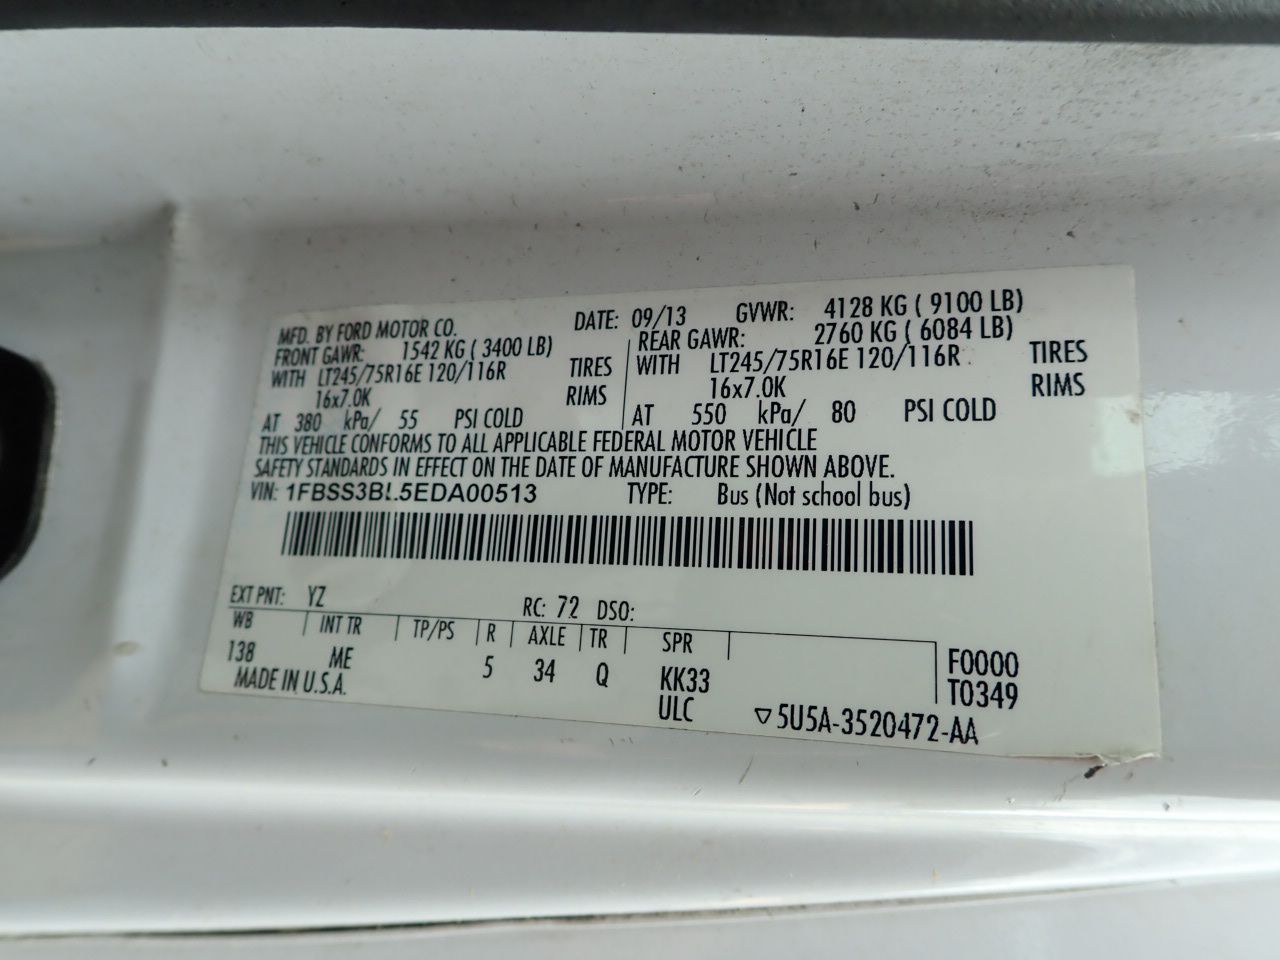 MFD. BY FORD MOTOR CO. DATE: 09/13 GVWR: 4128 KG ( 9100 LB)
FRONT GAWR: 1542 KG ( 3400 LB) REAR GAWR: 2760 KG ( 6084 LB)
WITH LT245/75R16E 120/116R TIRES WITH LT245/75R16E 120/116R TIRES
16x7.0K RIMS 16x7.0K RIMS
AT 380 kPa/ 55 PSI COLD AT 550 kPa/ 80 PSI COLD
THIS VEHICLE CONFORMS TO ALL APPLICABLE FEDERAL MOTOR VEHICLE
SAFETY STANDARDS IN EFFECT ON THE DATE OF MANUFACTURE SHOWN ABOVE.
VIN: 1FBSS3BL5EDA00513 TYPE: Bus (Not school bus)
EXT PNT: YZ RC: 72 DSO:
WB INT TR TP/PS R AXLE TR SPR
138 ME 5 34 Q KK33 F0000
MADE IN U.S.A. ULC T0349
5U5A-3520472-AA